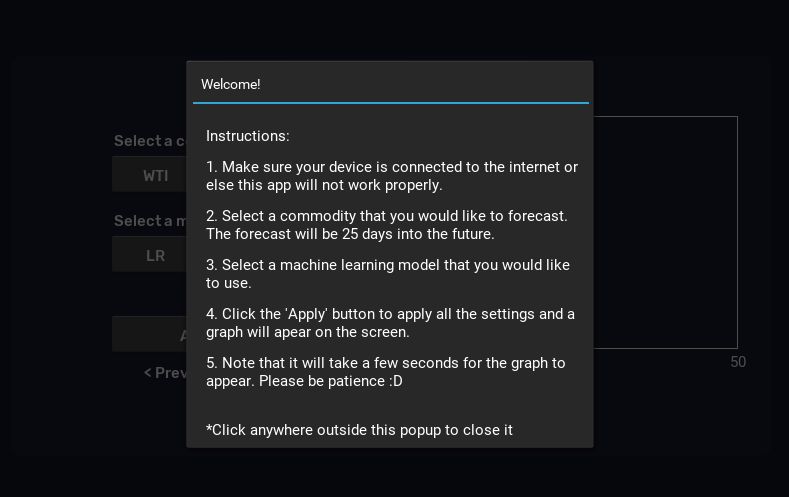 Welcome!
Instructions:
1. Make sure your device is connected to the internet or
else this app will not work properly.
2. Select a commodity that you would like to forecast.
The forecast will be 25 days into the future.
3. Select a machine learning model that you would like
to use.
4. Click the 'Apply' button to apply all the settings and a
graph will apear on the screen.
5. Note that it will take a few seconds for the graph to
appear. Please be patience :D
*Click anywhere outside this popup to close it
Select a c
WTI
Select a m
LR
A
< Prev
50